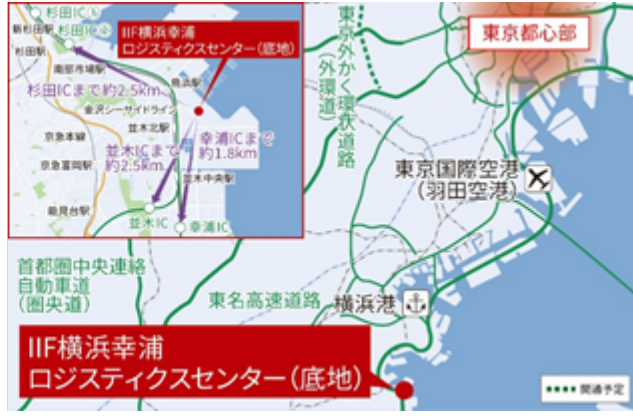 杉田IC
杉田IC
新杉田駅
杉田駅
IIF横浜幸浦
ロジスティクスセンター(底地)
南部市場駅
鳥浜駅
杉田ICまで約2.5km
金沢シーサイドライン
京急本線
並木北駅
幸浦ICまで
約1.8km
並木ICまで
約2.5km
京急富岡駅
並木中央駅
能見台駅
並木IC
幸浦IC
東京都心部
東京外かく環状道路
(外環道)
東京国際空港
(羽田空港)
首都圏中央連絡
自動車道
(圏央道)
東名高速道路
横浜港
IIF横浜幸浦
ロジスティクスセンター(底地)
開通予定